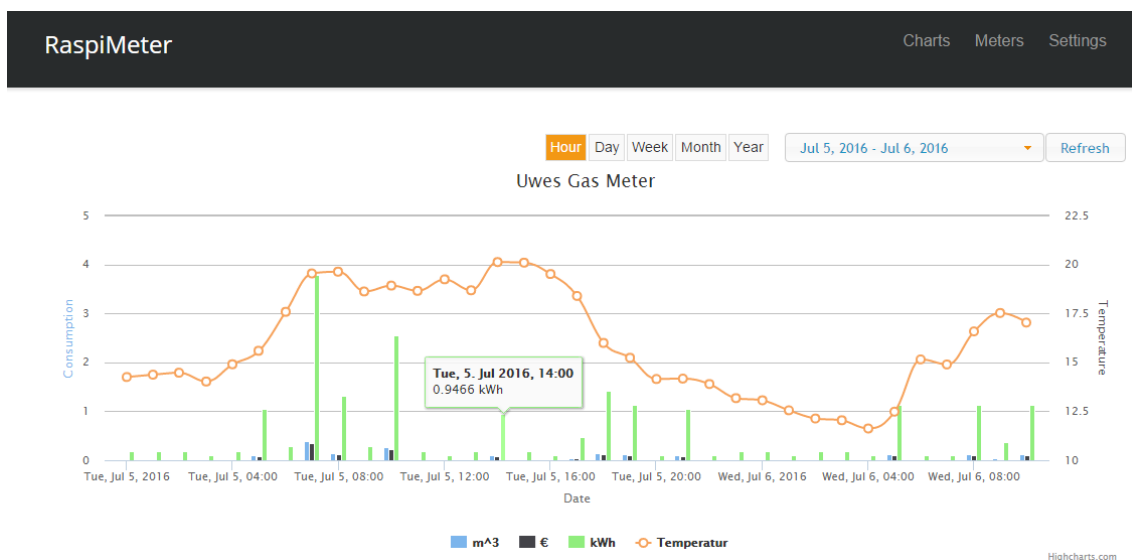 RaspiMeter Charts Meters Settings
Hour Day Week Month Year Jul 5, 2016 - Jul 6, 2016 Refresh
Uwes Gas Meter
5 22.5
4 20
3 17.5
Consumption
Temperature
2 15
Tue, 5. Jul 2016, 14:00
0.9466 kWh
1 12.5
0 10
Tue, Jul 5, 2016 Tue, Jul 5, 04:00 Tue, Jul 5, 08:00 Tue, Jul 5, 12:00 Tue, Jul 5, 16:00 Tue, Jul 5, 20:00 Wed, Jul 6, 2016 Wed, Jul 6, 04:00 Wed, Jul 6, 08:00
Date
m^3 € kWh Temperatur
Highcharts.com